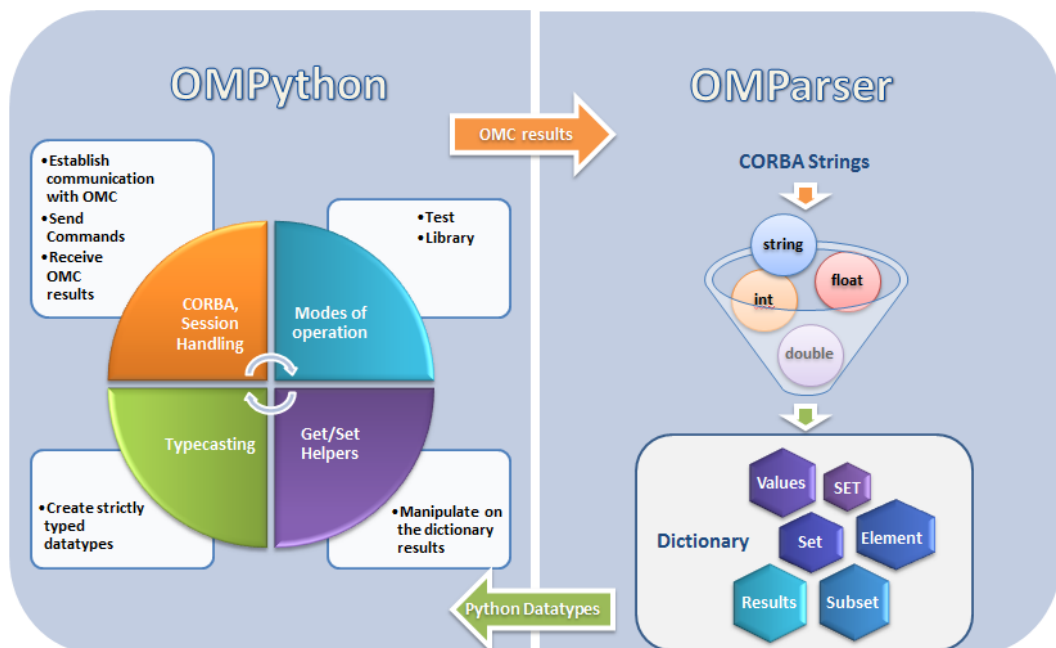 OMPython
•Establish
communication
with OMC
•Send
Commands
•Receive
OMC
results
•Test
•Library
CORBA,
Session
Handling
Modes of
operation
Typecasting
Get/Set
Helpers
•Create strictly
typed
datatypes
•Manipulate on
the dictionary
results
OMC results
Python Datatypes
OMParser
CORBA Strings
string
float
int
double
Dictionary
Values
SET
Set
Element
Results
Subset